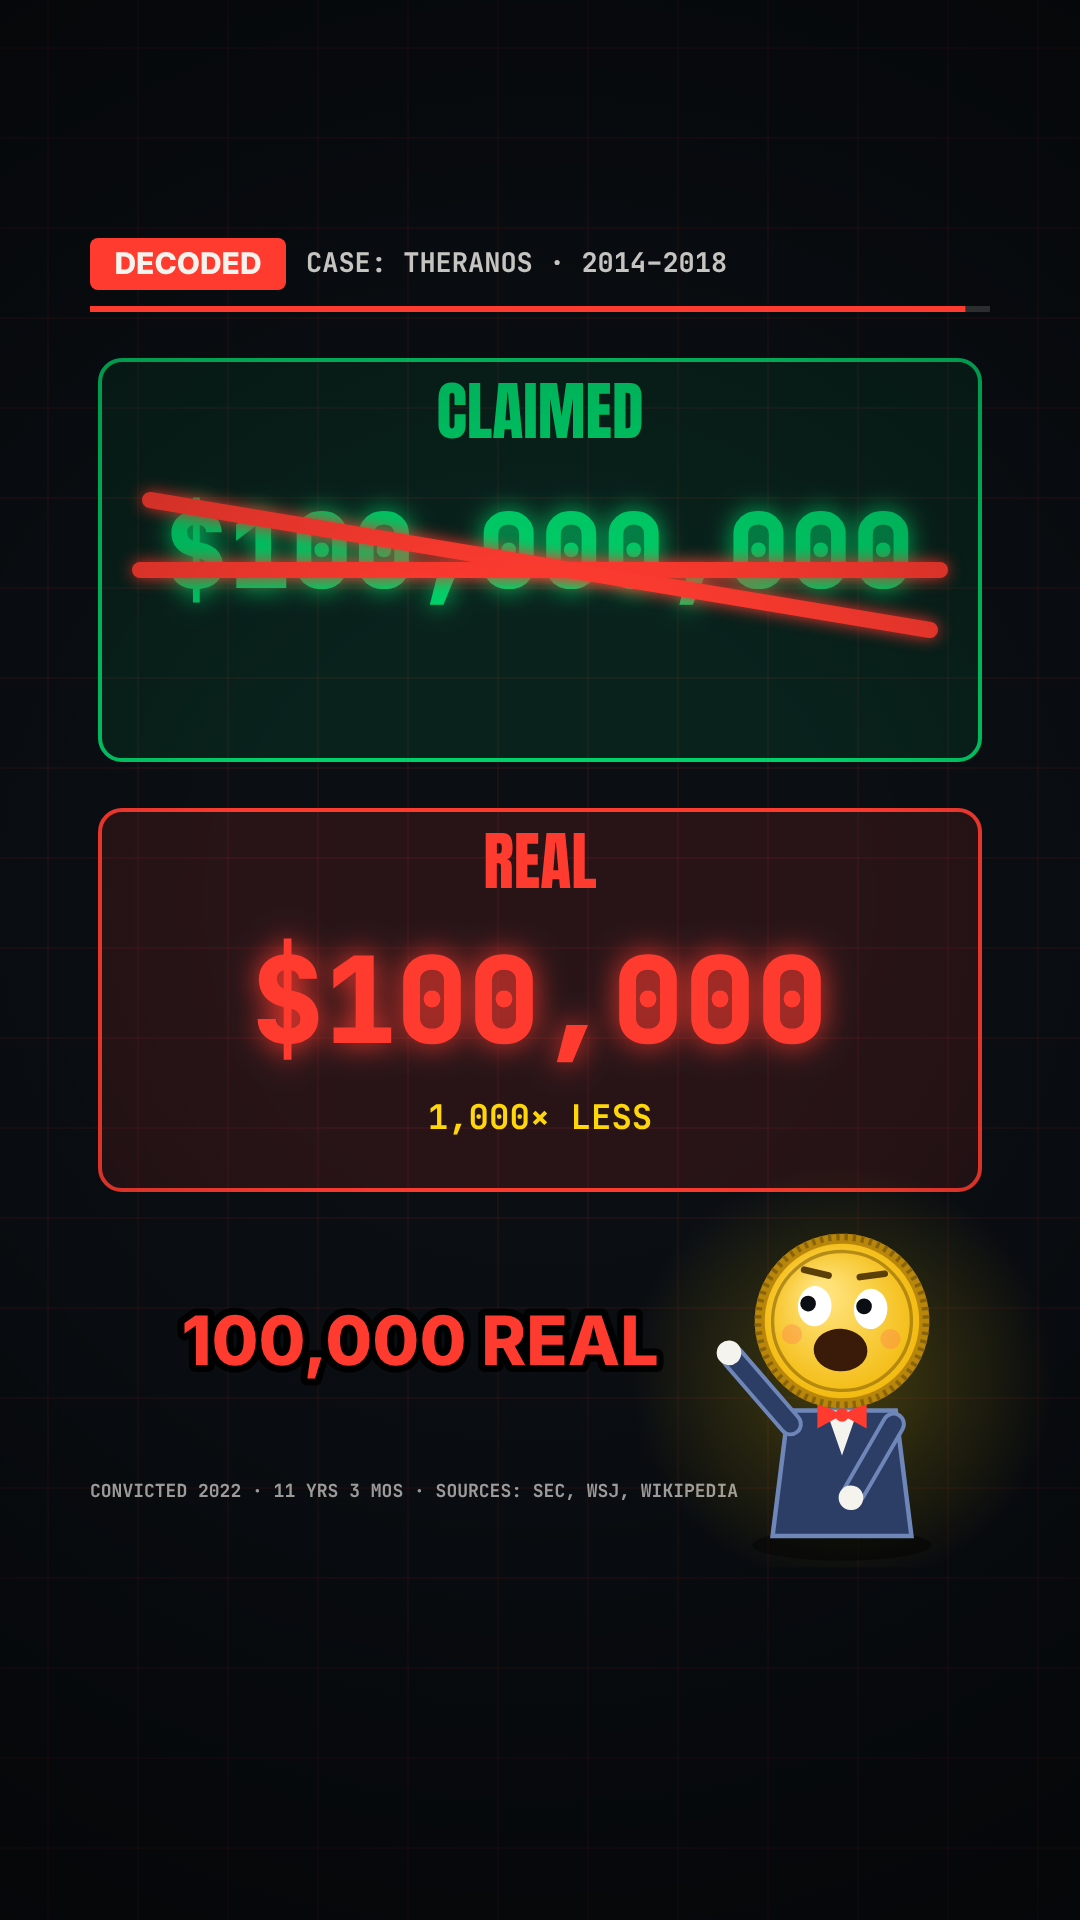 DECODED
CASE: THERANOS · 2014–2018
CLAIMED
$100,000,000
REAL
$100,000
1,000× LESS
100,000 REAL
CONVICTED 2022 · 11 YRS 3 MOS · SOURCES: SEC, WSJ, WIKIPEDIA